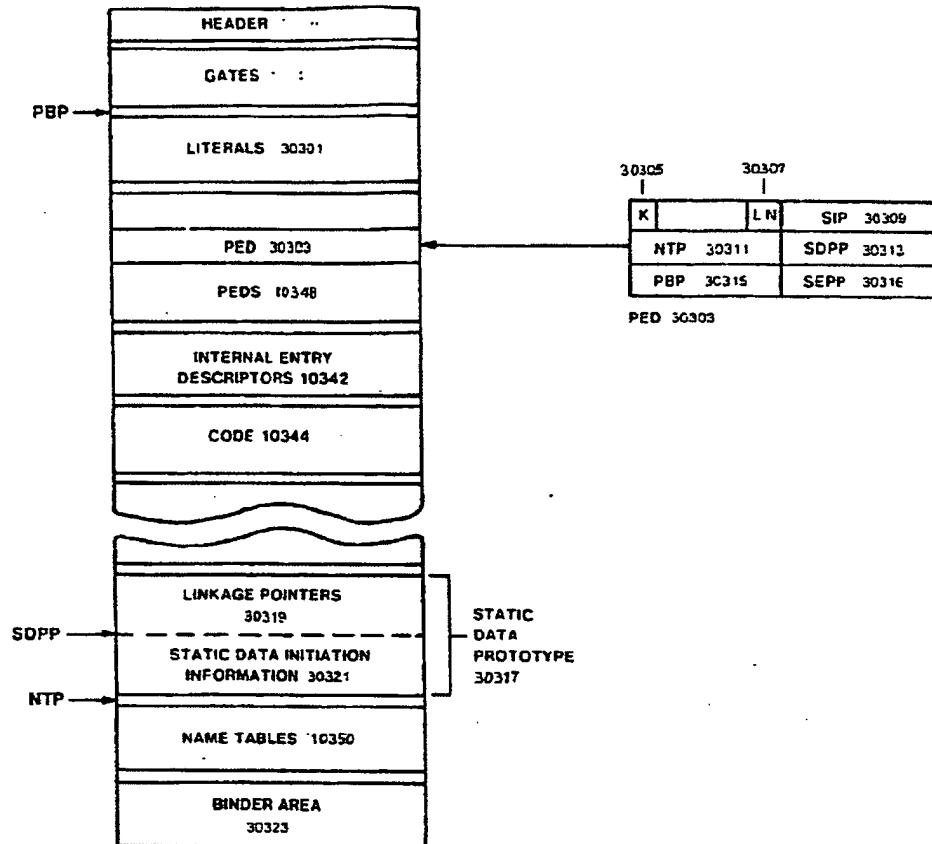 HEADER
GATES
PBP
LITERALS 30301
30305 30307
K LN SIP 30309
PED 30303
NTP 30311 SDPP 30313
PEDS 10348
PBP 30315 SEPP 30316
PED 30303
INTERNAL ENTRY
DESCRIPTORS 10342
CODE 10344
LINKAGE POINTERS
30319
SDPP
STATIC DATA INITIATION
INFORMATION 30321
STATIC
DATA
PROTOTYPE
30317
NTP
NAME TABLES 10350
BINDER AREA
30323